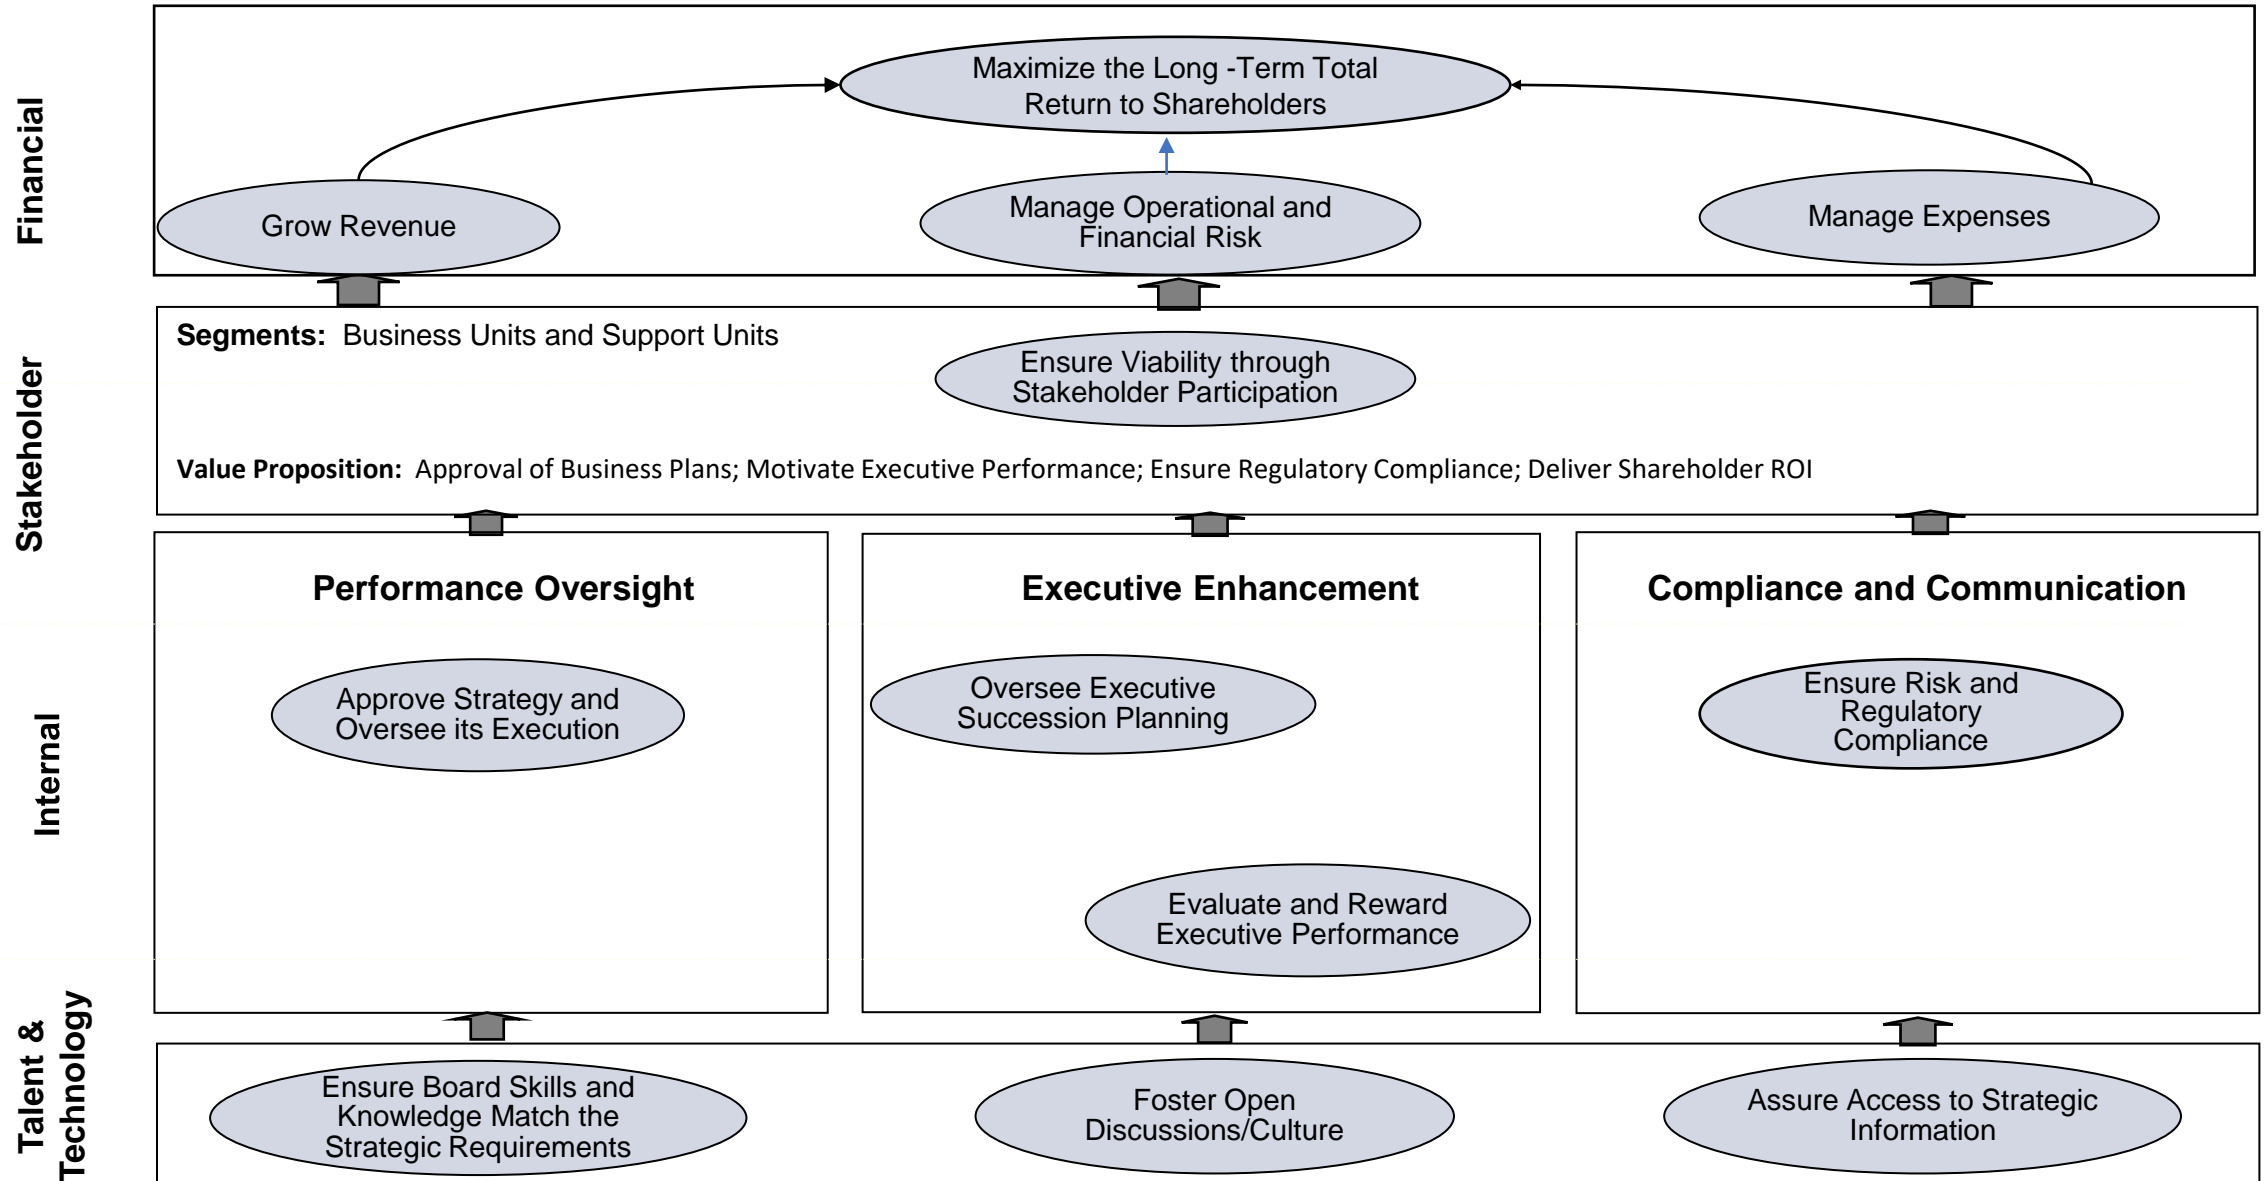 Financial
Maximize the Long -Term Total
Return to Shareholders
Grow Revenue
Manage Operational and
Financial Risk
Manage Expenses
Stakeholder
Segments: Business Units and Support Units
Ensure Viability through
Stakeholder Participation
Value Proposition: Approval of Business Plans; Motivate Executive Performance; Ensure Regulatory Compliance; Deliver Shareholder ROI
Internal
Performance Oversight
Approve Strategy and
Oversee its Execution
Executive Enhancement
Oversee Executive
Succession Planning
Evaluate and Reward
Executive Performance
Compliance and Communication
Ensure Risk and
Regulatory
Compliance
Talent &
Technology
Ensure Board Skills and
Knowledge Match the
Strategic Requirements
Foster Open
Discussions/Culture
Assure Access to Strategic
Information